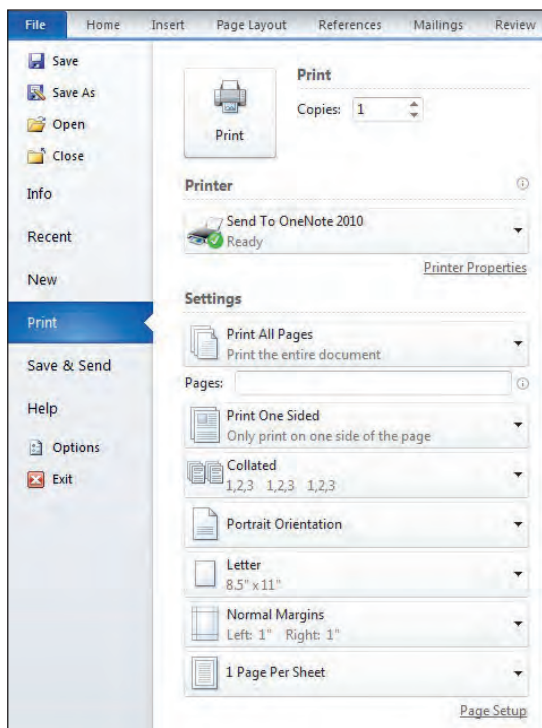 File Home Insert Page Layout References Mailings Review
Save
Save As
Open
Close
Info
Recent
New
Print
Save & Send
Help
Options
Exit
Print
Print
Copies: 1
Printer
Send To OneNote 2010
Ready
Printer Properties
Settings
Print All Pages
Print the entire document
Pages:
Print One Sided
Only print on one side of the page
Collated
1,2,3 1,2,3 1,2,3
Portrait Orientation
Letter
8.5" x 11"
Normal Margins
Left: 1" Right: 1"
1 Page Per Sheet
Page Setup